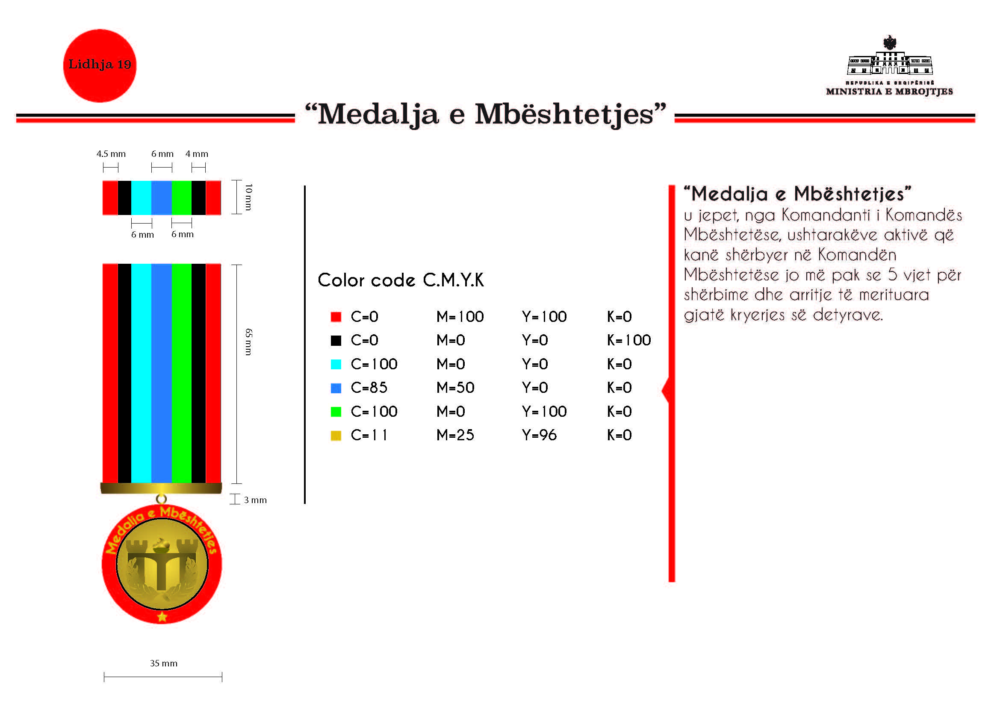 Lidhja 19
REPUBLIKA E SHQIPËRISË
MINISTRIA E MBROJTJES
“Medalja e Mbështetjes”
4.5 mm 6 mm 4 mm
10 mm
6 mm 6 mm
65 mm
3 mm
Medalja e Mbështetjes
35 mm
Color code C.M.Y.K
C=0 M=100 Y=100 K=0
C=0 M=0 Y=0 K=100
C=100 M=0 Y=0 K=0
C=85 M=50 Y=0 K=0
C=100 M=0 Y=100 K=0
C=11 M=25 Y=96 K=0
“Medalja e Mbështetjes”
u jepet, nga Komandanti i Komandës
Mbështetëse, ushtarakëve aktivë që
kanë shërbyer në Komandën
Mbështetëse jo më pak se 5 vjet për
shërbime dhe arritje të merituara
gjatë kryerjes së detyrave.